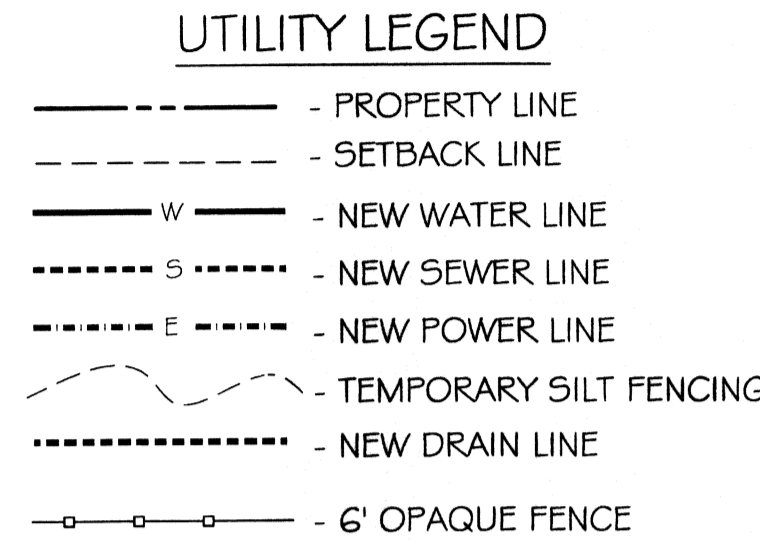 UTILITY LEGEND
- PROPERTY LINE
- SETBACK LINE
W - NEW WATER LINE
S - NEW SEWER LINE
E - NEW POWER LINE
- TEMPORARY SILT FENCING
- NEW DRAIN LINE
- 6' OPAQUE FENCE